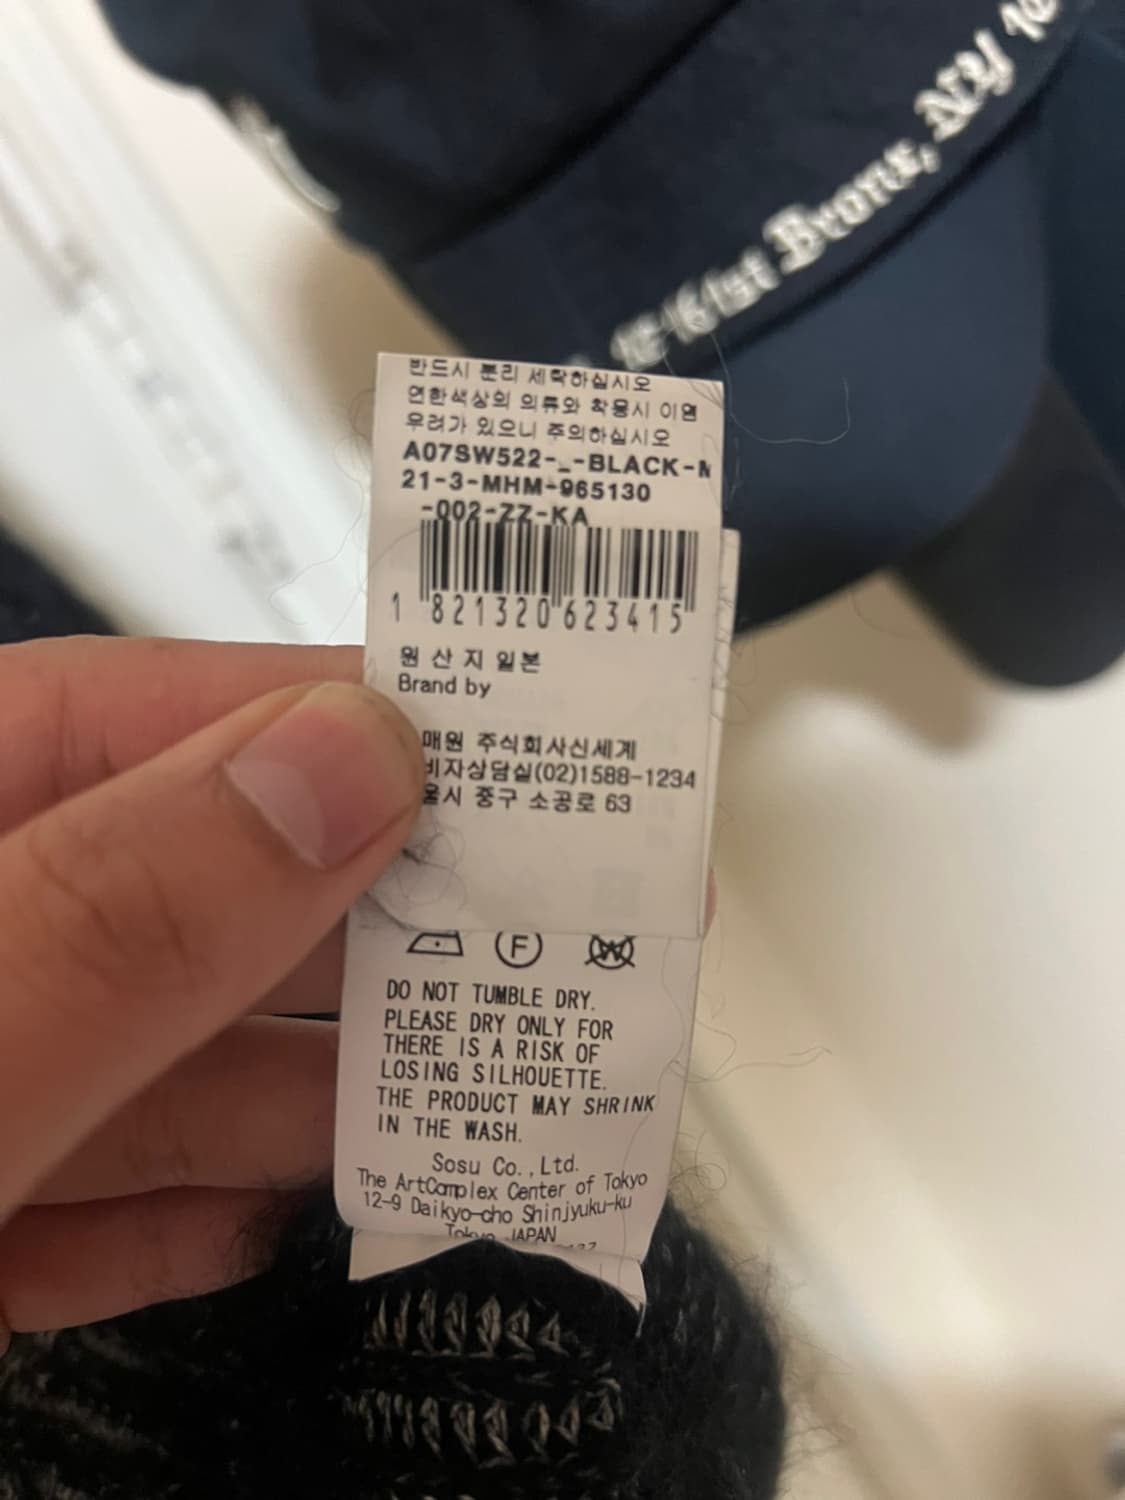 161st Bronx, NY 10
반드시 분리 세탁하십시오
연한색상의 의류와 착용시 이염
우려가 있으니 주의하십시오
A07SW522-_-BLACK-M
21-3-MHM-965130
-002-ZZ-KA
1 821320 623415
원 산 지 일본
Brand by
매원 주식회사신세계
비자상담실(02)1588-1234
울시 중구 소공로 63
F
W
DO NOT TUMBLE DRY.
PLEASE DRY ONLY FOR
THERE IS A RISK OF
LOSING SILHOUETTE.
THE PRODUCT MAY SHRINK
IN THE WASH.
Sosu Co.,Ltd.
The ArtComplex Center of Tokyo
12-9 Daikyo-cho Shinjyuku-ku
Tokyo JAPAN